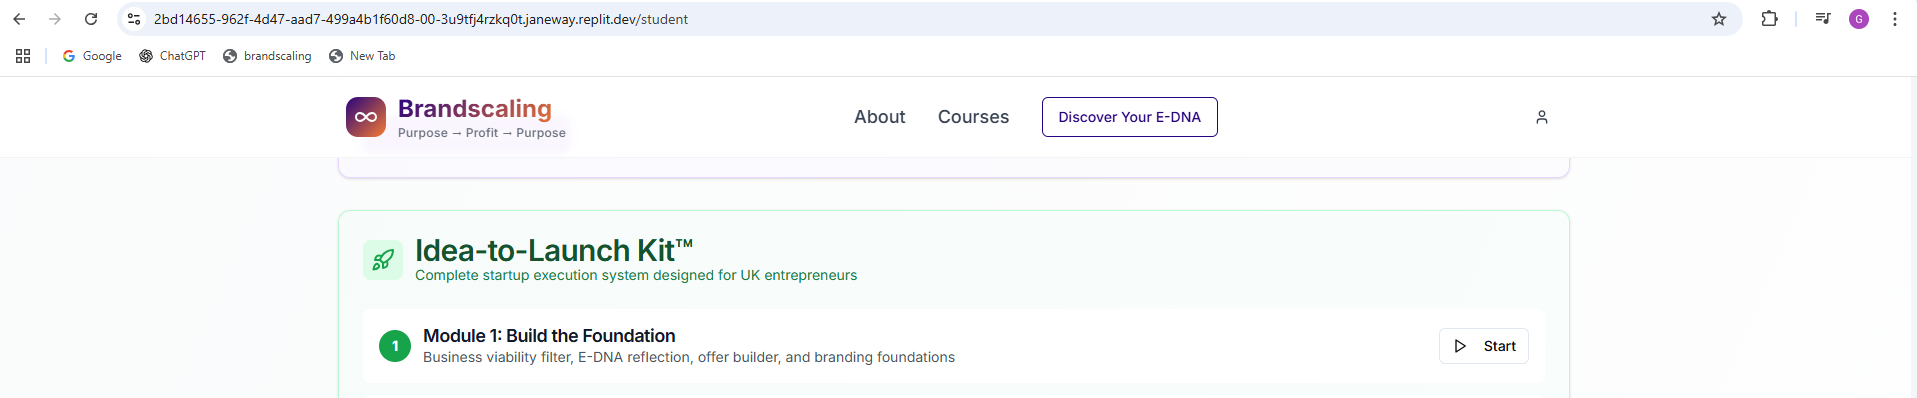 2bd14655-962f-4d47-aad7-499a4b1f60d8-00-3u9tfj4rzkq0t.janeway.replit.dev/student
G
Google ChatGPT brandscaling New Tab
Brandscaling
Purpose → Profit → Purpose
About Courses Discover Your E-DNA
Idea-to-Launch Kit™
Complete startup execution system designed for UK entrepreneurs
1
Module 1: Build the Foundation
Business viability filter, E-DNA reflection, offer builder, and branding foundations
Start